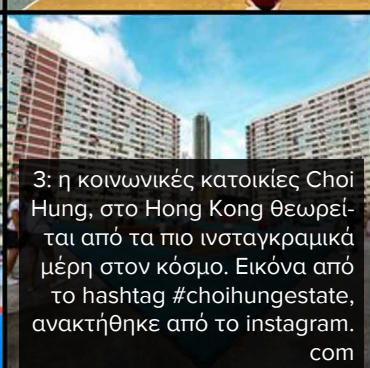 3: η κοινωνικές κατοικίες Choi
Hung, στο Hong Kong θεωρεί-
ται από τα πιο ινσταγκραμικά
μέρη στον κόσμο. Εικόνα από
το hashtag #choihungestate,
ανακτήθηκε από το instagram.
com